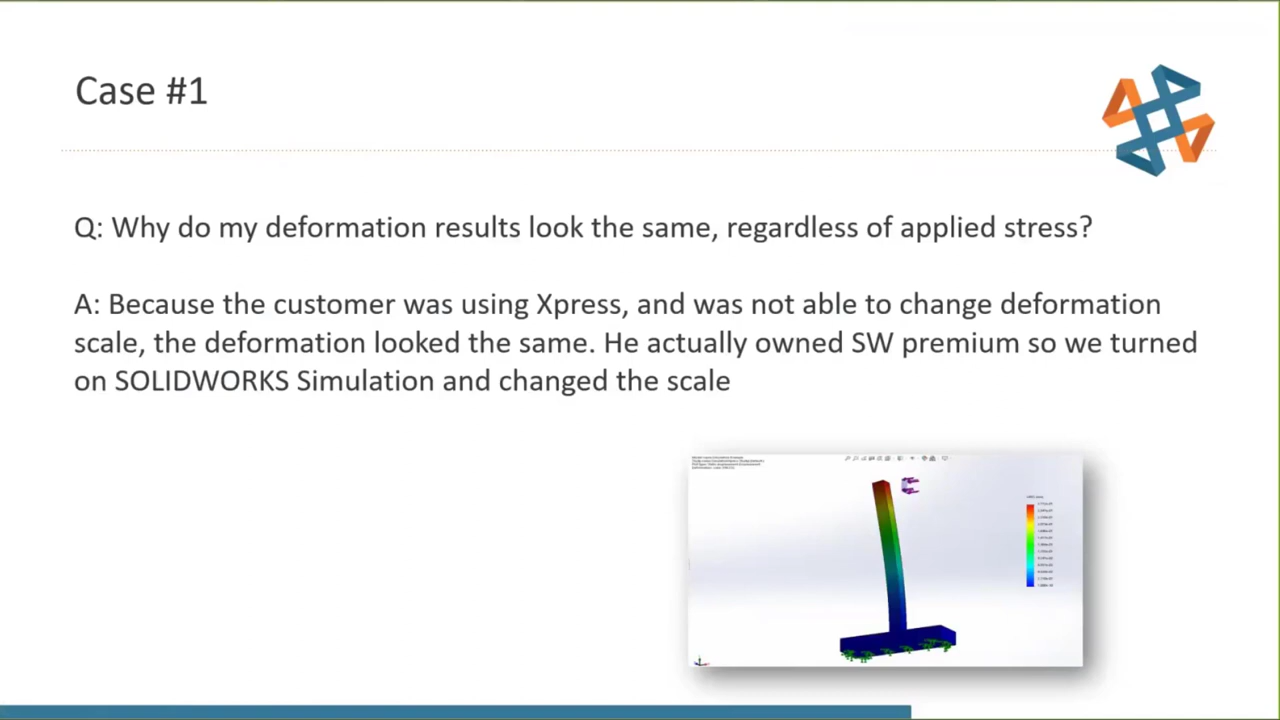 Case #1
Q: Why do my deformation results look the same, regardless of applied stress?
A: Because the customer was using Xpress, and was not able to change deformation
scale, the deformation looked the same. He actually owned SW premium so we turned
on SOLIDWORKS Simulation and changed the scale